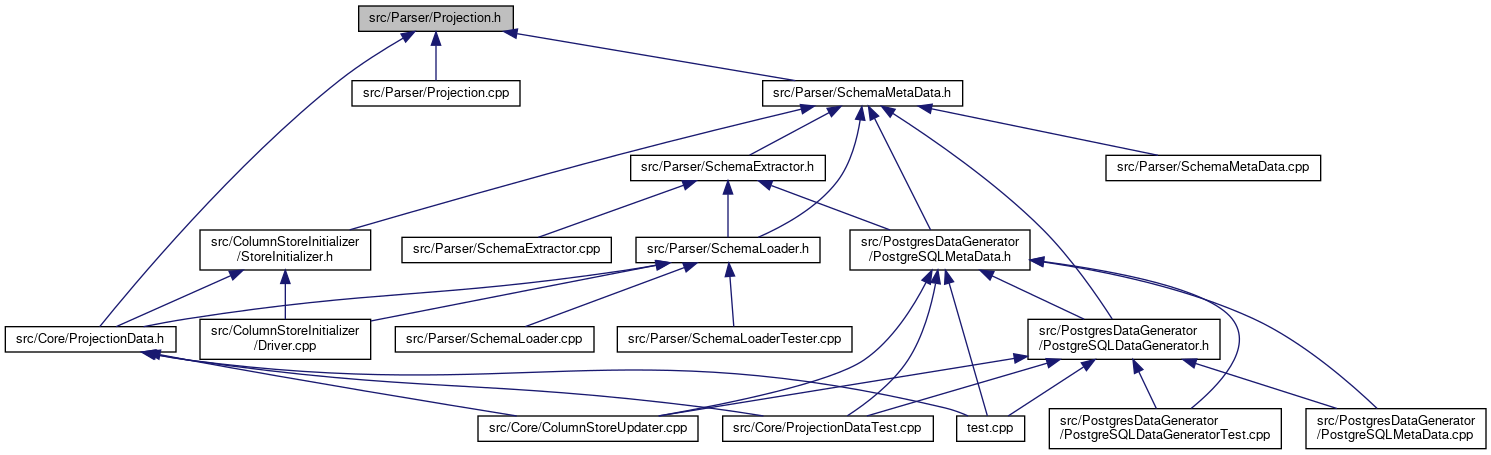 src/Parser/Projection.h
src/Parser/Projection.cpp
src/Parser/SchemaMetaData.h
src/Parser/SchemaExtractor.h
src/Parser/SchemaMetaData.cpp
src/ColumnStoreInitializer
/StoreInitializer.h
src/Parser/SchemaExtractor.cpp
src/Parser/SchemaLoader.h
src/PostgresDataGenerator
/PostgreSQLMetaData.h
src/Core/ProjectionData.h
src/ColumnStoreInitializer
/Driver.cpp
src/Parser/SchemaLoader.cpp
src/Parser/SchemaLoaderTester.cpp
src/PostgresDataGenerator
/PostgreSQLDataGenerator.h
src/Core/ColumnStoreUpdater.cpp
src/Core/ProjectionDataTest.cpp
test.cpp
src/PostgresDataGenerator
/PostgreSQLDataGeneratorTest.cpp
src/PostgresDataGenerator
/PostgreSQLMetaData.cpp